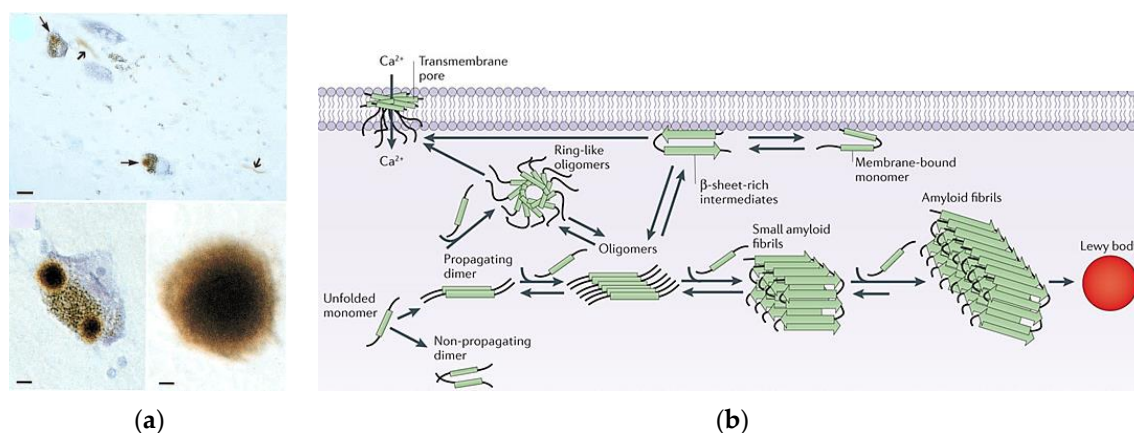 Ca²⁺
Transmembrane
pore
Ca²⁺
Ring-like
oligomers
β-sheet-rich
intermediates
Membrane-bound
monomer
Amyloid fibrils
Small amyloid
fibrils
Oligomers
Propagating
dimer
Unfolded
monomer
Non-propagating
dimer
(a)
(b)